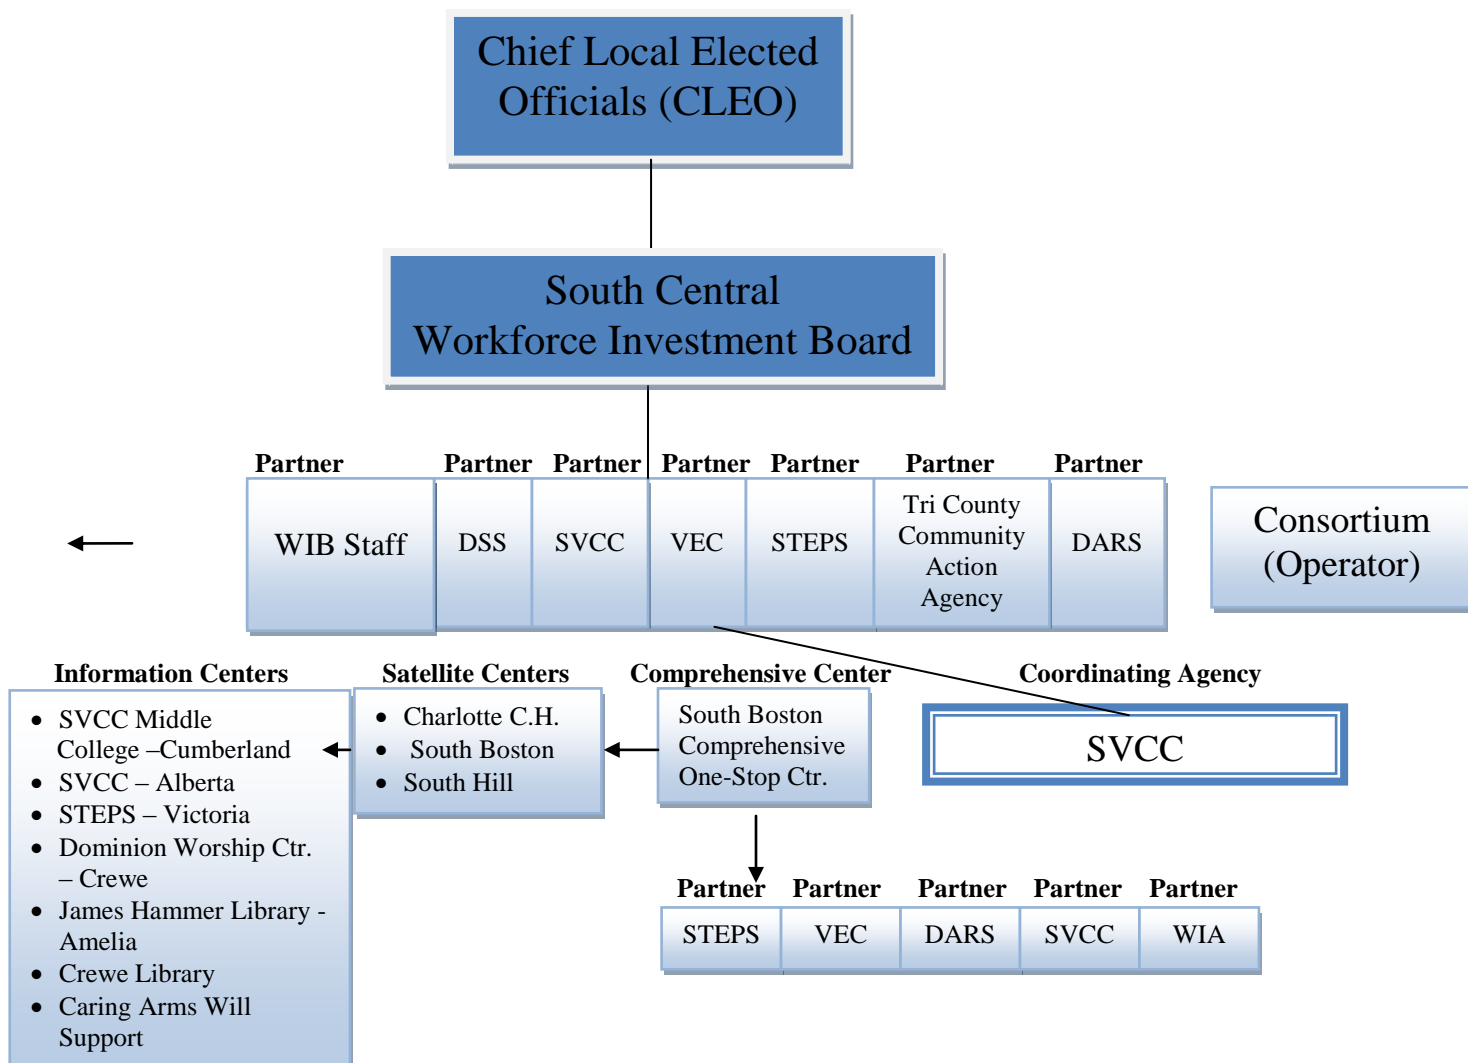 Chief Local Elected
Officials (CLEO)
South Central
Workforce Investment Board
Partner Partner Partner Partner Partner Partner Partner
WIB Staff
DSS
SVCC
VEC
STEPS
Tri County
Community
Action
Agency
DARS
Consortium
(Operator)
Information Centers
• SVCC Middle
College –Cumberland
• SVCC – Alberta
• STEPS – Victoria
• Dominion Worship Ctr.
– Crewe
• James Hammer Library -
Amelia
• Crewe Library
• Caring Arms Will
Support
Satellite Centers
• Charlotte C.H.
• South Boston
• South Hill
Comprehensive Center
South Boston
Comprehensive
One-Stop Ctr.
Coordinating Agency
SVCC
Partner Partner Partner Partner Partner
STEPS
VEC
DARS
SVCC
WIA